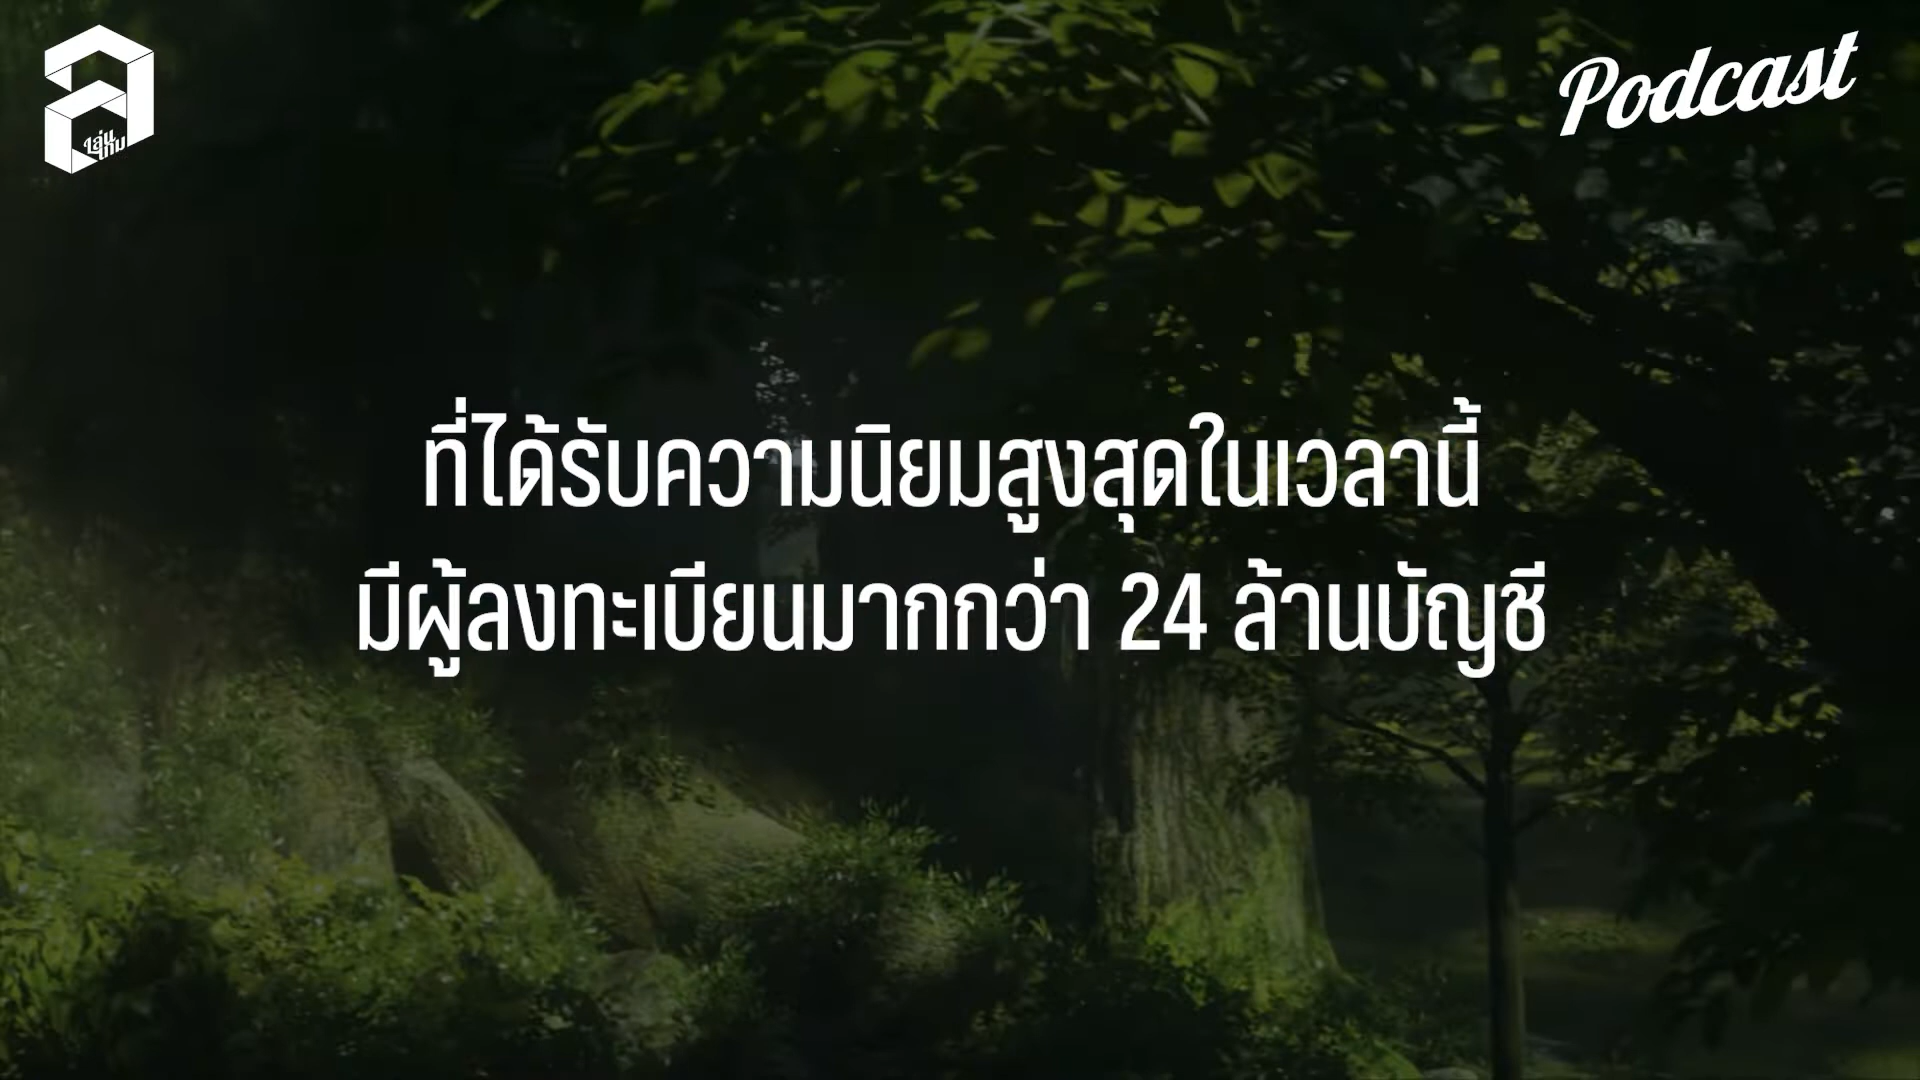 Podcast
ที่ได้รับความนิยมสูงสุดในเวลานี้
มีผู้ลงทะเบียนมากกว่า 24 ล้านบัญชี